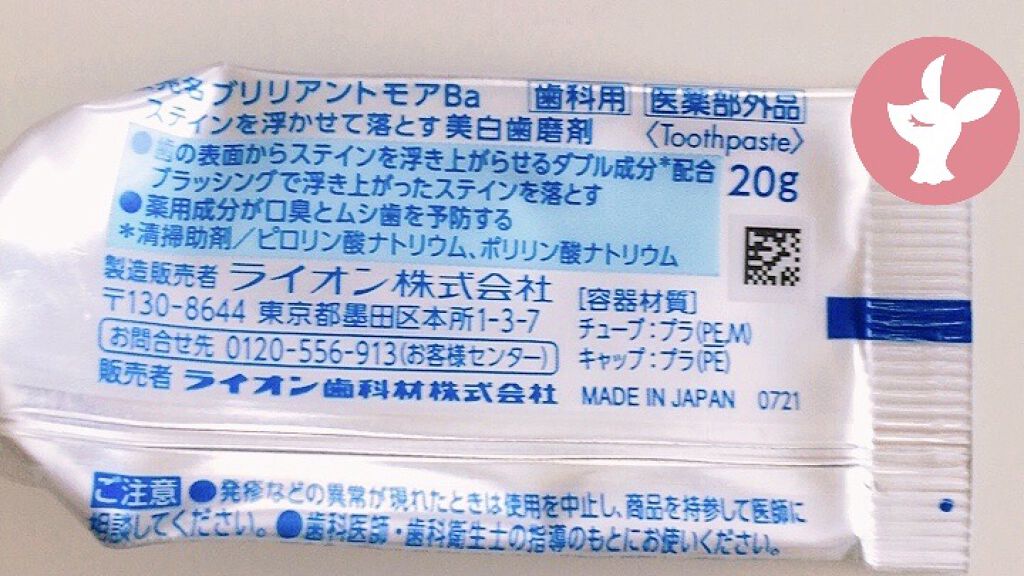 売名 ブリリアントモアBa 歯科用 医薬部外品
ステインを浮かせて落とす美白歯磨剤 〈Toothpaste〉
●歯の表面からステインを浮き上がらせるダブル成分*配合 20g
ブラッシングで浮き上がったステインを落とす
●薬用成分が口臭とムシ歯を予防する
*清掃助剤/ピロリン酸ナトリウム、ポリリン酸ナトリウム
製造販売者 ライオン株式会社
〒130-8644 東京都墨田区本所1-3-7
お問合せ先 0120-556-913(お客様センター)
販売者 ライオン歯科材株式会社
[容器材質]
チューブ:プラ(PE,M)
キャップ:プラ(PE)
MADE IN JAPAN 0721
ご注意 ●発疹などの異常が現れたときは使用を中止し、商品を持参して医師に
相談してください。●歯科医師・歯科衛生士の指導のもとにお使いください。